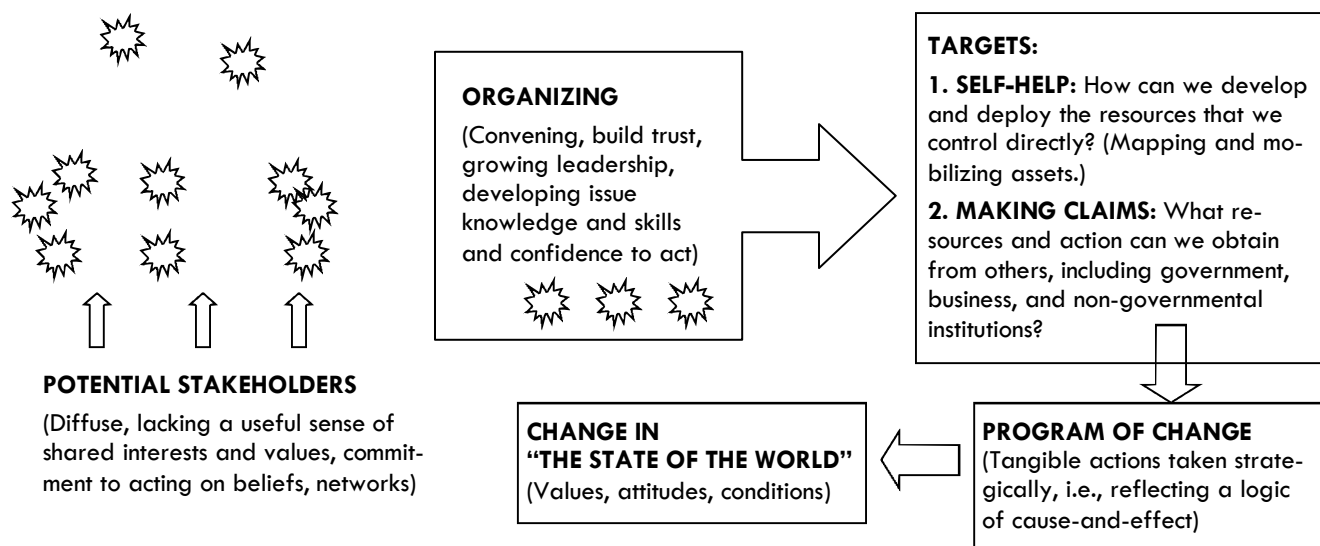 POTENTIAL STAKEHOLDERS
(Diffuse, lacking a useful sense of
shared interests and values, commit-
ment to acting on beliefs, networks)
ORGANIZING
(Convening, build trust,
growing leadership,
developing issue
knowledge and skills
and confidence to act)
TARGETS:
1. SELF-HELP: How can we develop
and deploy the resources that we
control directly? (Mapping and mo-
bilizing assets.)
2. MAKING CLAIMS: What re-
sources and action can we obtain
from others, including government,
business, and non-governmental
institutions?
PROGRAM OF CHANGE
(Tangible actions taken strate-
gically, i.e., reflecting a logic
of cause-and-effect)
CHANGE IN
“THE STATE OF THE WORLD”
(Values, attitudes, conditions)